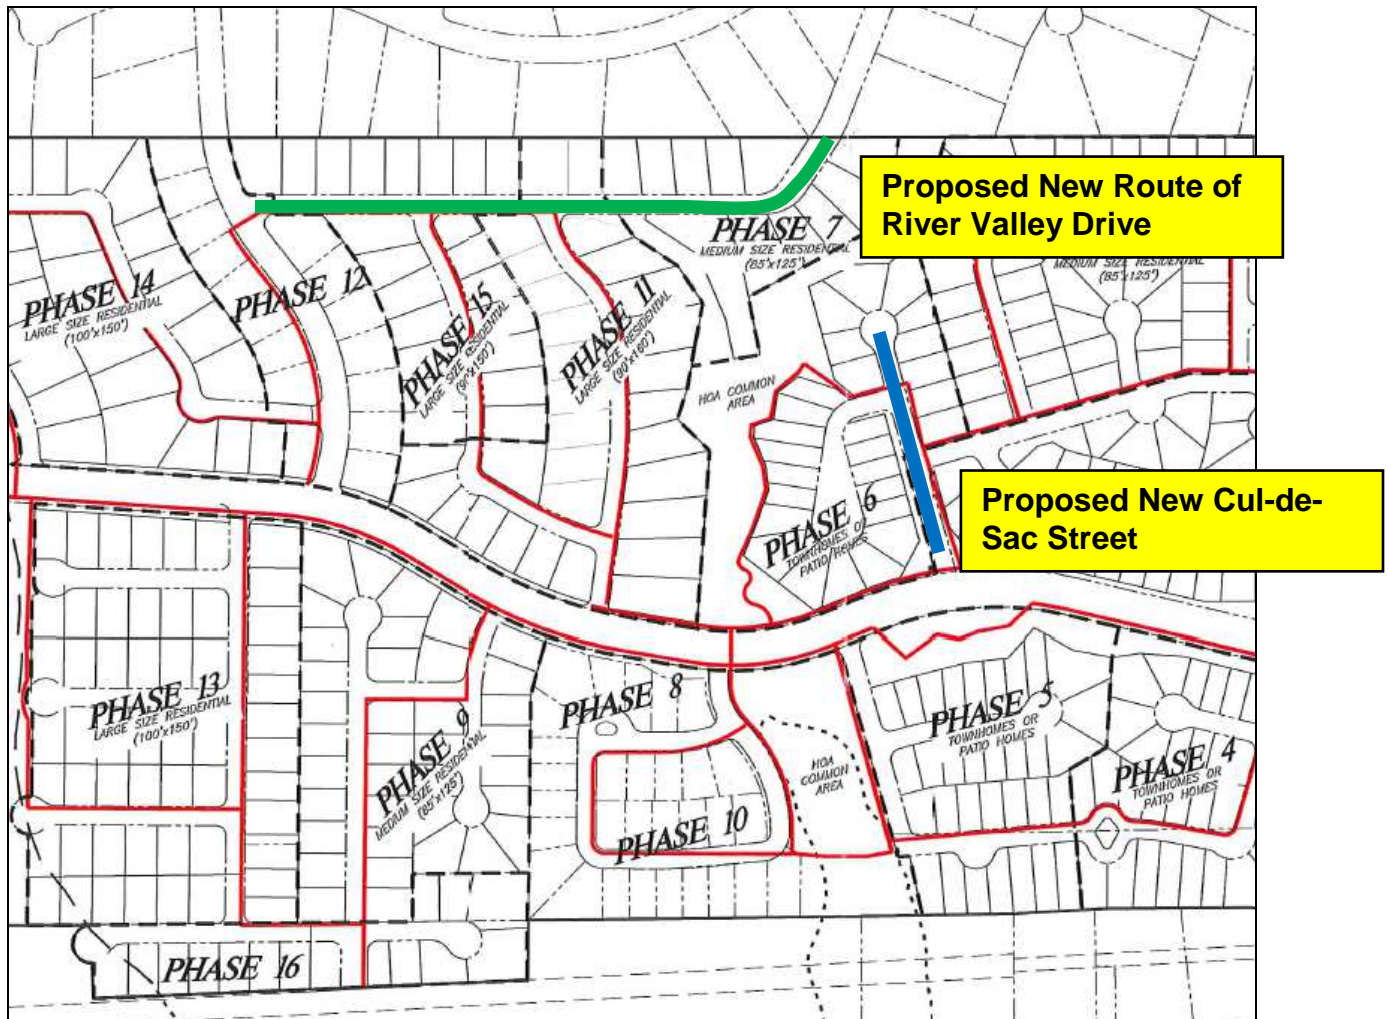 Proposed New Route of
River Valley Drive
PHASE 7
MEDIUM SIZE RESIDENTIAL
(85'x125')
MEDIUM SIZE RESIDENTIAL
(85'x125')
PHASE 14
LARGE SIZE RESIDENTIAL
(100'x150')
PHASE 12
PHASE 15
LARGE SIZE RESIDENTIAL
(90'x150')
PHASE 11
LARGE SIZE RESIDENTIAL
(90'x160')
HOA COMMON
AREA
PHASE 6
TOWNHOMES OR
PATIO HOMES
Proposed New Cul-de-
Sac Street
PHASE 13
LARGE SIZE RESIDENTIAL
(100'x150')
PHASE 9
MEDIUM SIZE RESIDENTIAL
(85'x125')
PHASE 8
PHASE 10
HOA
COMMON
AREA
PHASE 5
TOWNHOMES OR
PATIO HOMES
PHASE 4
TOWNHOMES OR
PATIO HOMES
PHASE 16